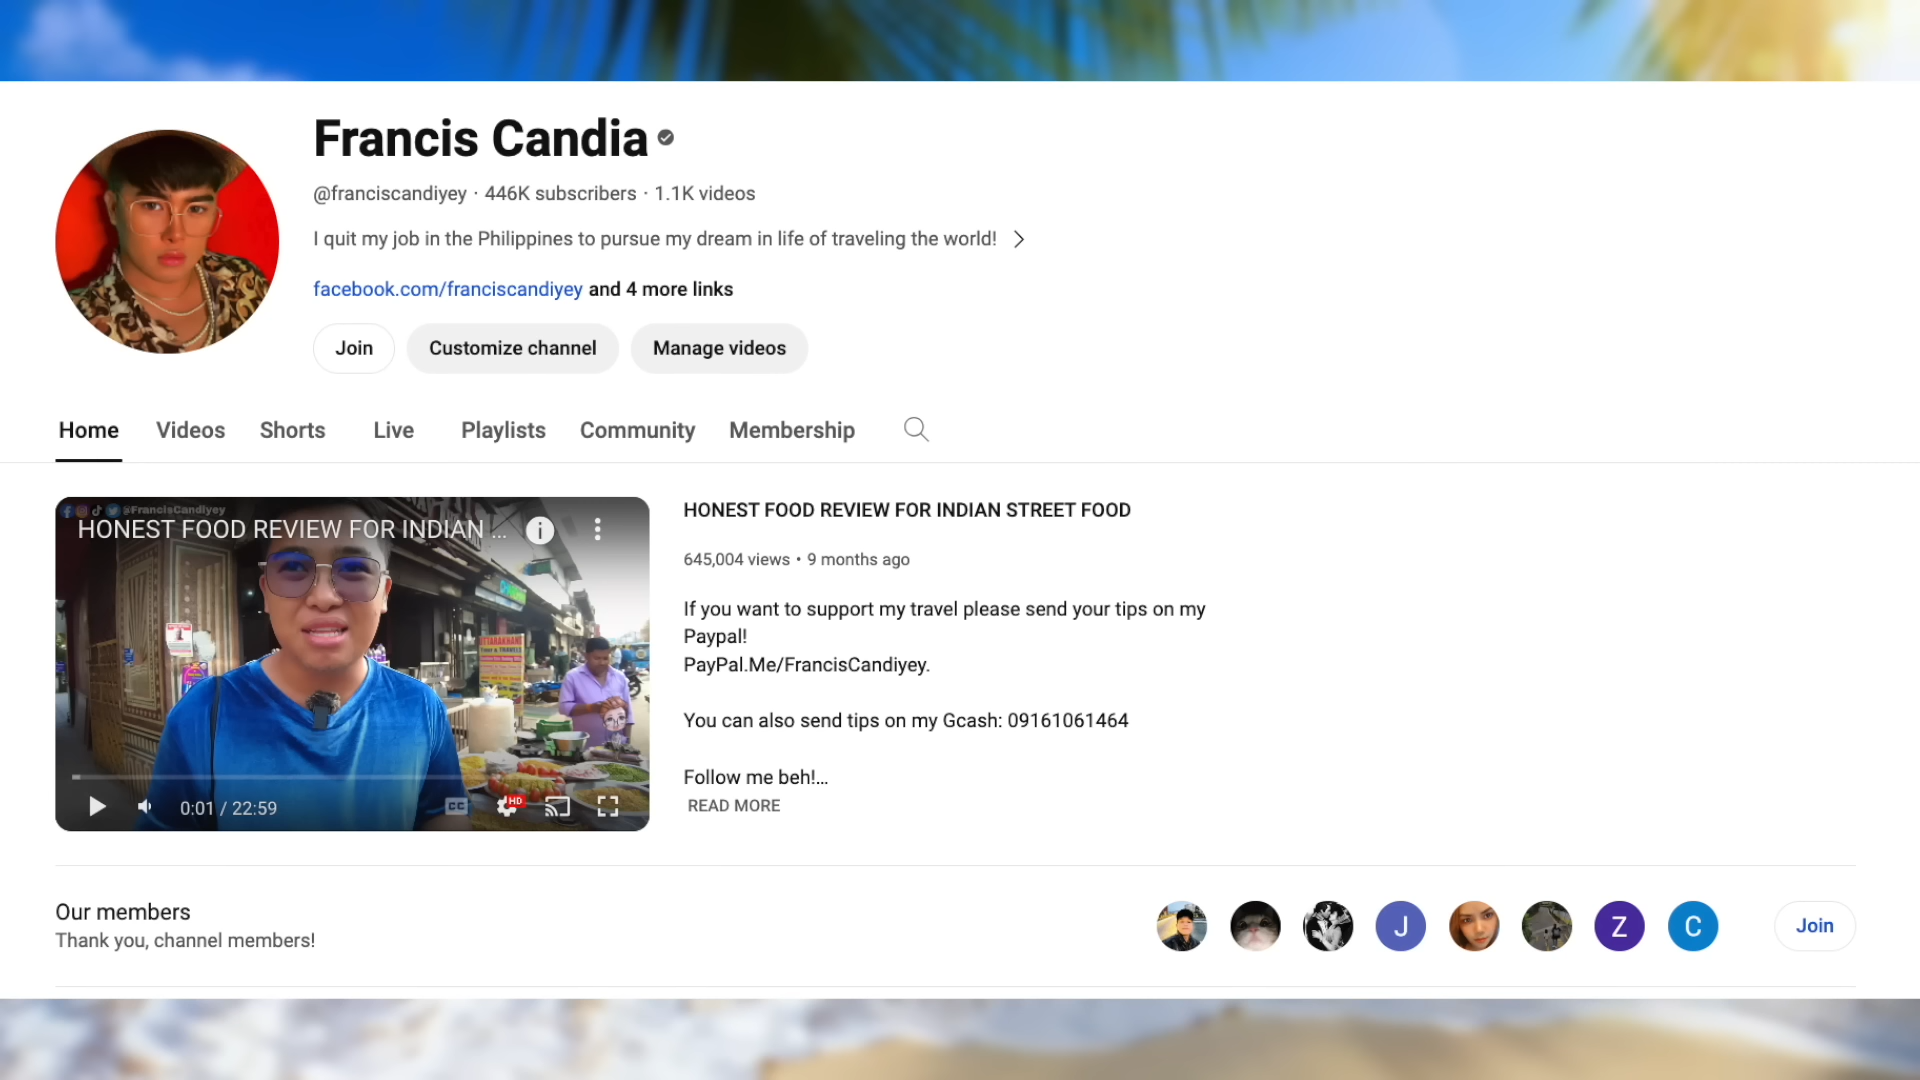 Francis Candia
@franciscandiyey · 446K subscribers · 1.1K videos
I quit my job in the Philippines to pursue my dream in life of traveling the world!
facebook.com/franciscandiyey and 4 more links
Join
Customize channel
Manage videos
Home
Videos
Shorts
Live
Playlists
Community
Membership
@FrancisCandiyey
HONEST FOOD REVIEW FOR INDIAN ...
UTTARAKHAND
0:01 / 22:59
CC
HD
HONEST FOOD REVIEW FOR INDIAN STREET FOOD
645,004 views • 9 months ago
If you want to support my travel please send your tips on my
Paypal!
PayPal.Me/FrancisCandiyey.
You can also send tips on my Gcash: 09161061464
Follow me beh!...
READ MORE
Our members
Thank you, channel members!
J
Z
C
Join